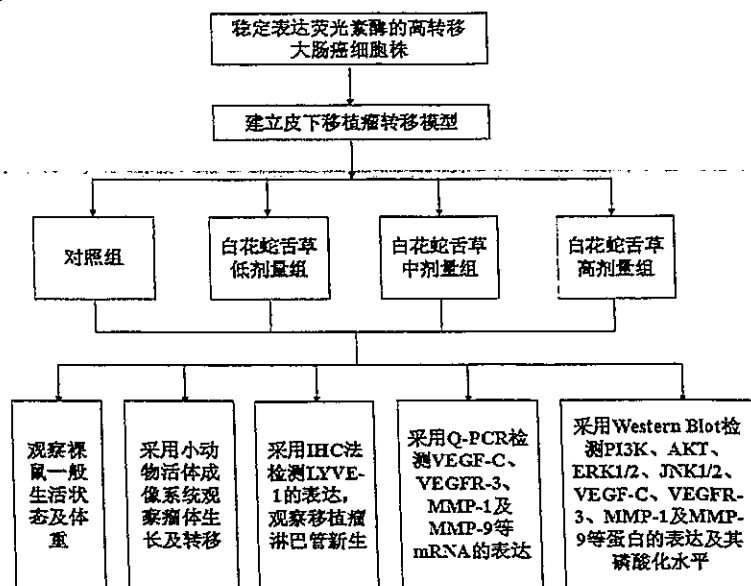 稳定表达荧光素酶的高转移
大肠癌细胞株
建立皮下移植瘤转移模型
对照组
白花蛇舌草
低剂量组
白花蛇舌草
中剂量组
白花蛇舌草
高剂量组
观察裸
鼠一般
生活状
态及体
重
采用小动
物活体成
像系统观
察瘤体生
长及转移
采用IHC法
检测LYVE-
1的表达，
观察移植瘤
淋巴管新生
采用Q-PCR检
测VEGF-C、
VEGFR-3、
MMP-1及
MMP-9等
mRNA的表达
采用Western Blot检
测PI3K、AKT、
ERK1/2、JNK1/2、
VEGF-C、VEGFR-
3、MMP-1及MMP-
9等蛋白的表达及其
磷酸化水平